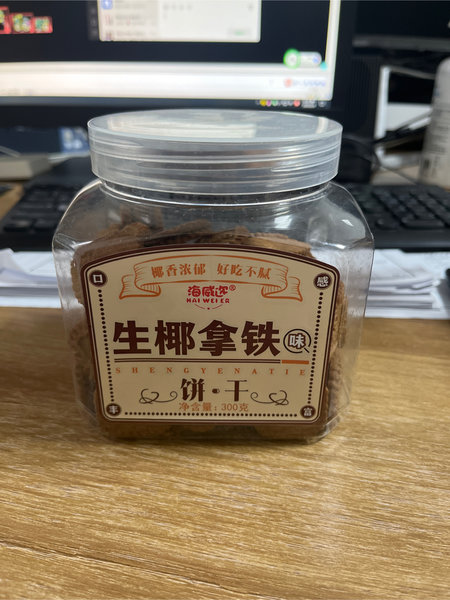 椰香浓郁 好吃不腻
口 感
海威迩®
HAI WEI ER
生椰拿铁味
SHENGYENATIE
饼·干
丰 富
净含量:300克